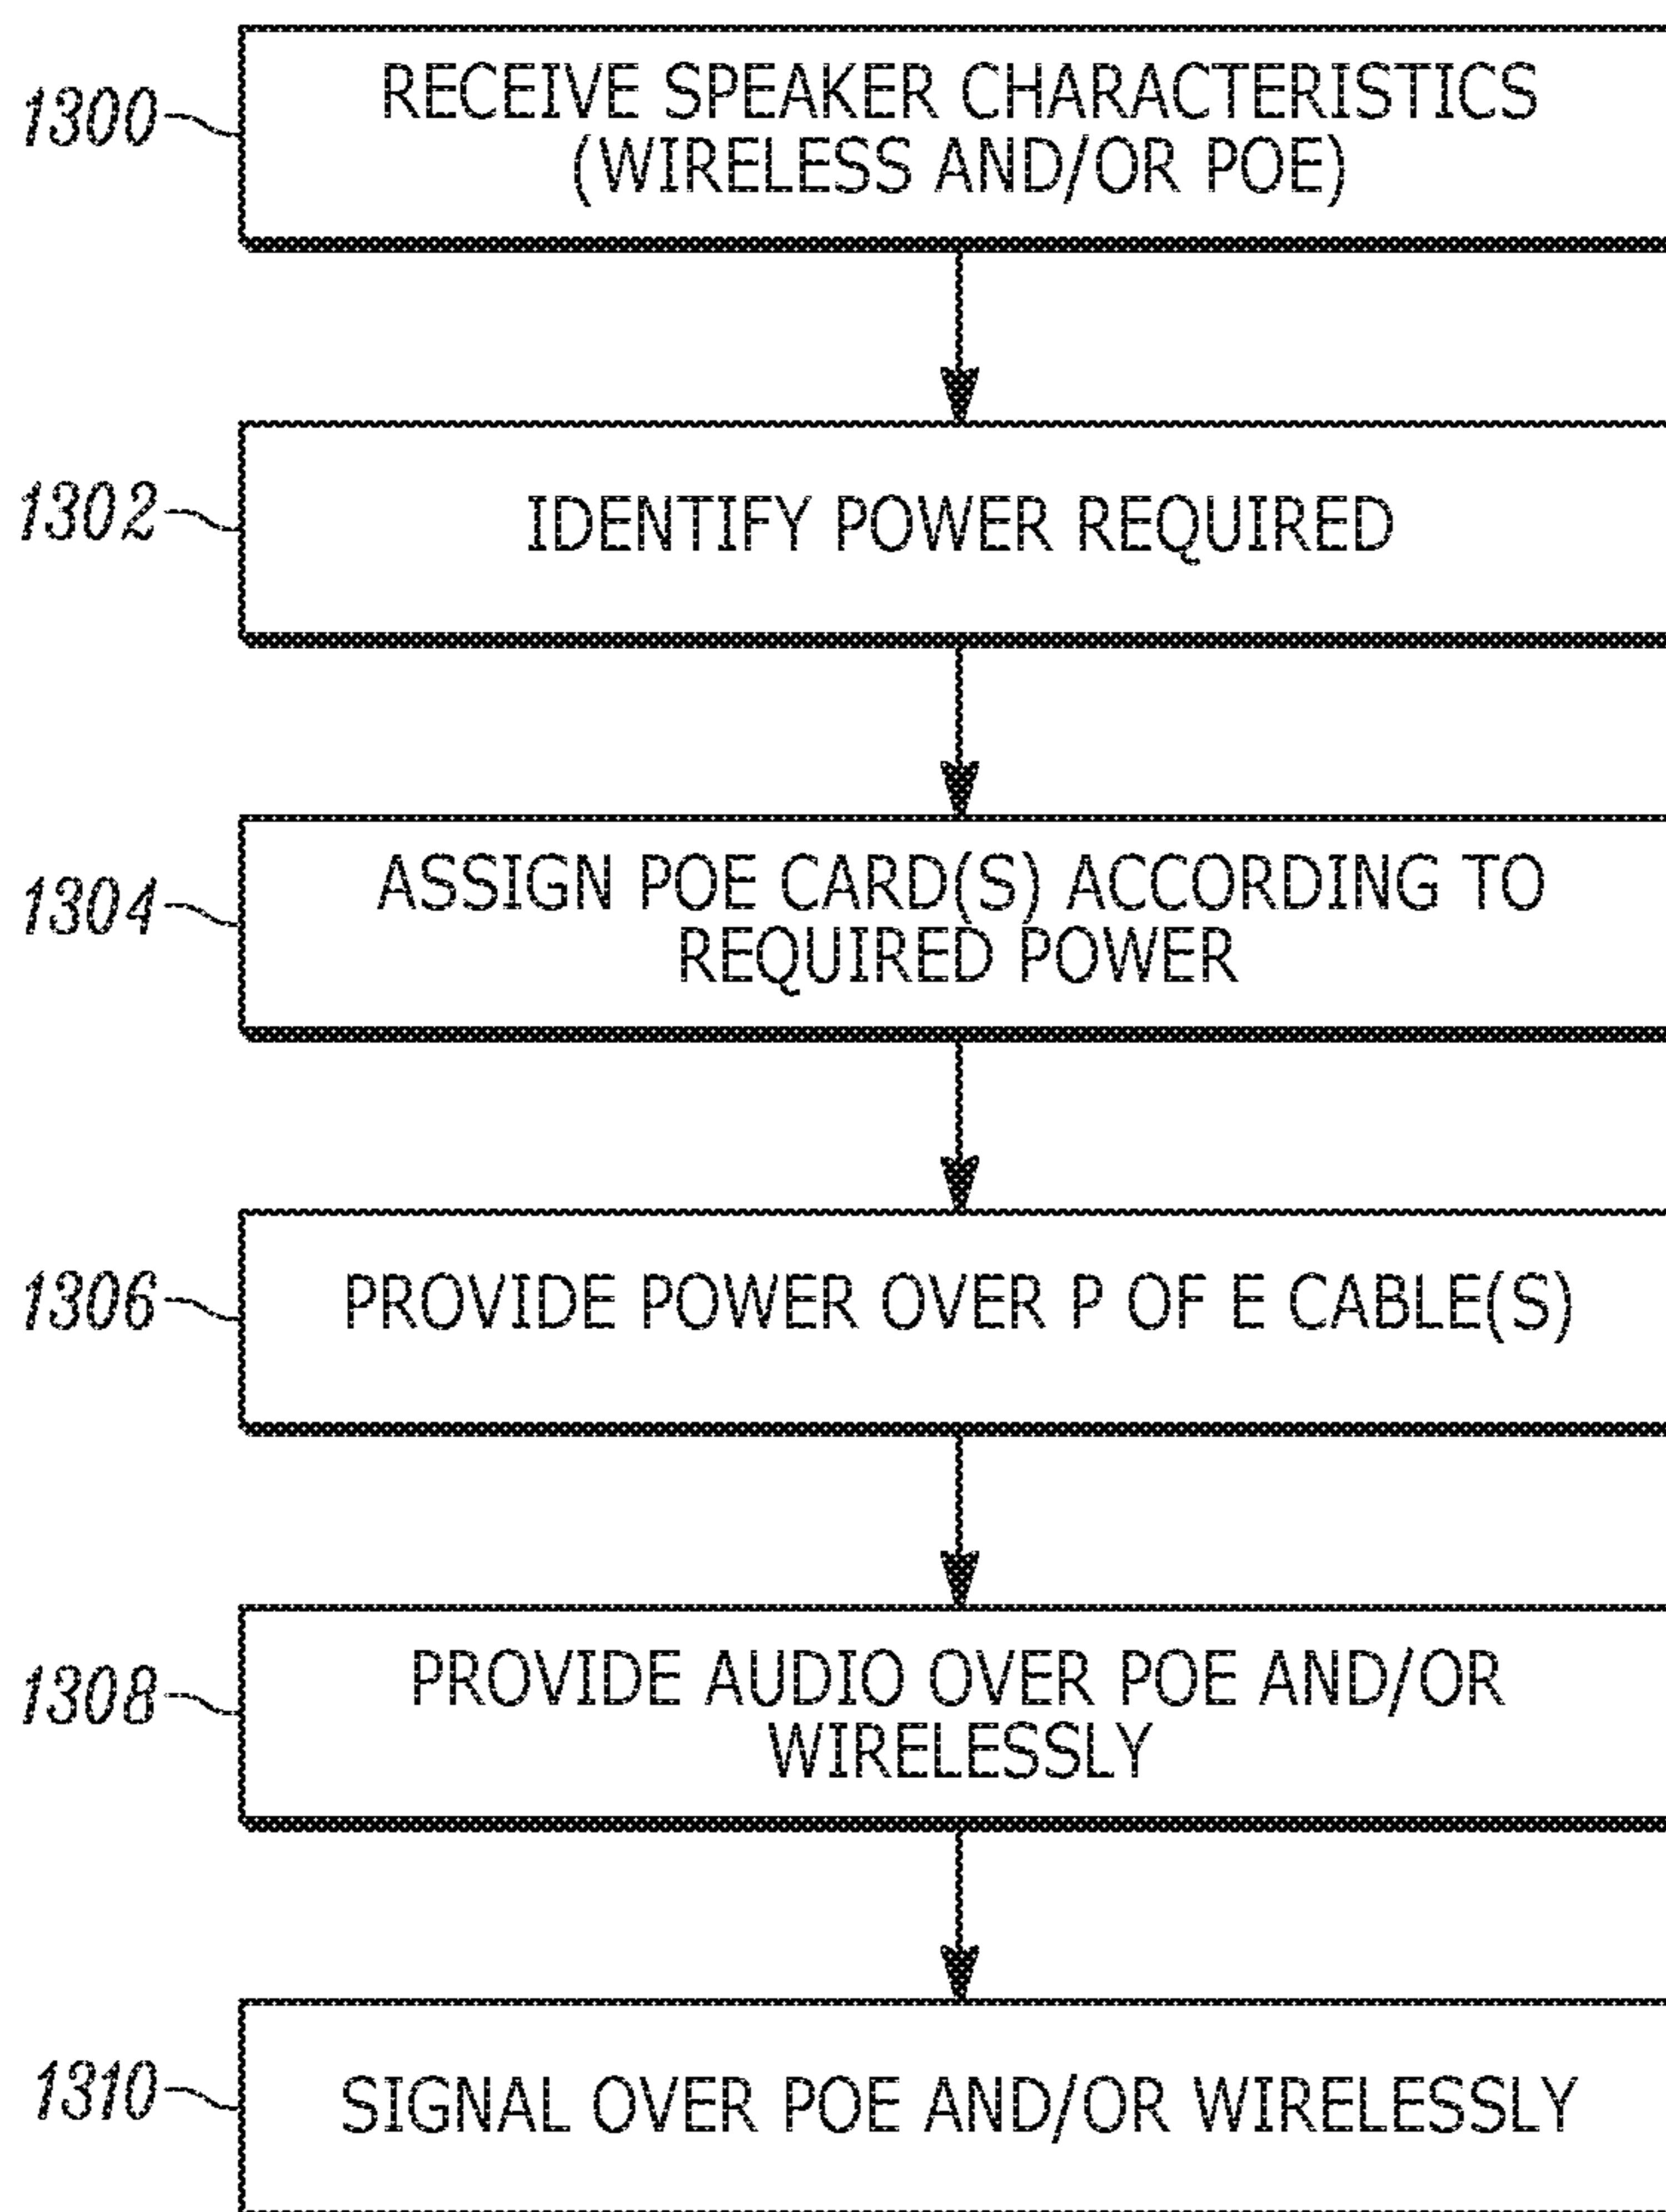 1300
RECEIVE SPEAKER CHARACTERISTICS
(WIRELESS AND/OR POE)
1302
IDENTIFY POWER REQUIRED
1304
ASSIGN POE CARD(S) ACCORDING TO
REQUIRED POWER
1306
PROVIDE POWER OVER P OF E CABLE(S)
1308
PROVIDE AUDIO OVER POE AND/OR
WIRELESSLY
1310
SIGNAL OVER POE AND/OR WIRELESSLY